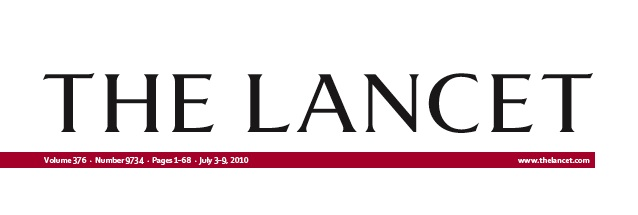 THE LANCET
Volume 376 · Number 9734 · Pages 1–68 · July 3–9, 2010 www.thelancet.com